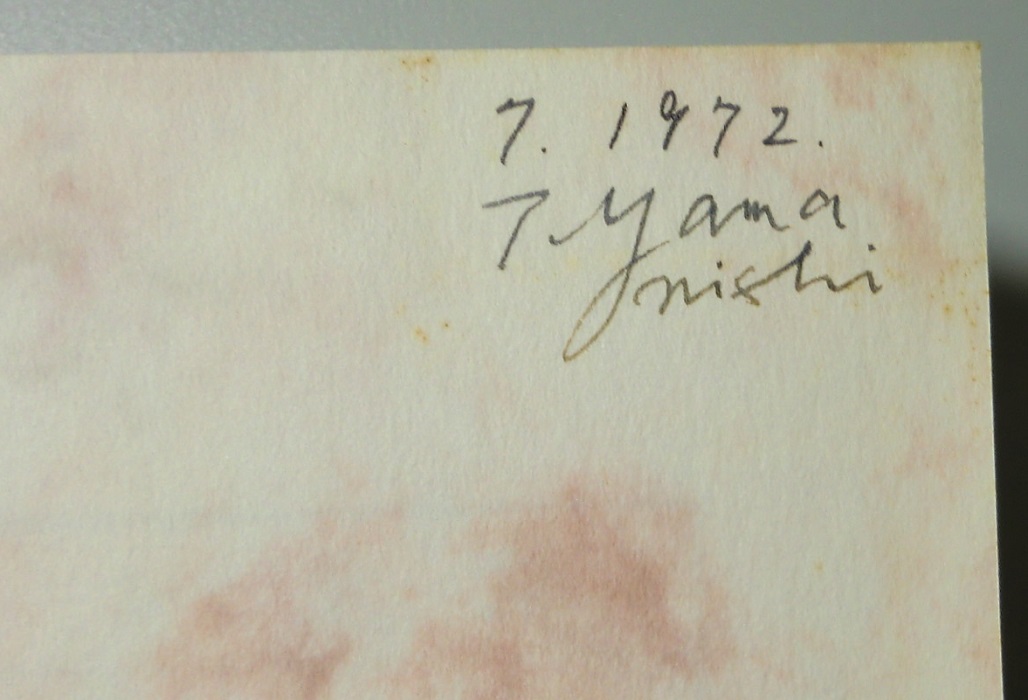 7. 1972.
T. Yama
nishi